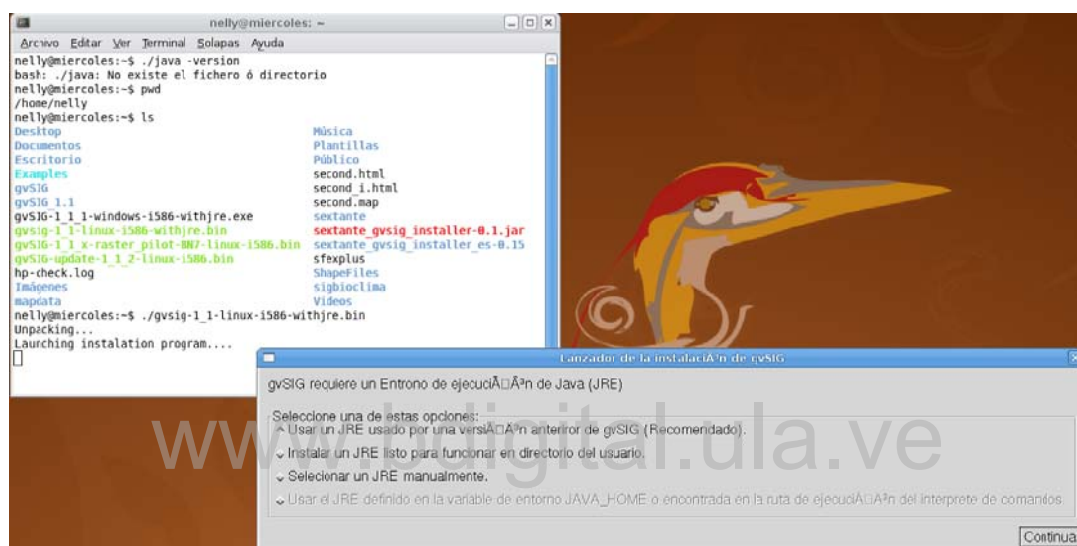 nelly@miercoles: ~
Archivo Editar Ver Terminal Solapas Ayuda
nelly@miercoles:~$ ./java -version
bash: ./java: No existe el fichero ó directorio
nelly@miercoles:~$ pwd
/home/nelly
nelly@miercoles:~$ ls
Desktop Música
Documentos Plantillas
Escritorio Público
Examples second.html
gvSIG second_i.html
gvSIG_1.1 second.map
gvSIG-1_1_1-windows-i586-withjre.exe sextante
gvsig-1_1-linux-i586-withjre.bin sextante_gvsig_installer-0.1.jar
gvSIG-1_1_x-raster_pilot-BN7-linux-i586.bin sextante_gvsig_installer_es-0.15
gvSIG-update-1_1_2-linux-i586.bin sfexplus
hp-check.log ShapeFiles
Imágenes sigbioclima
mapdata Videos
nelly@miercoles:~$ ./gvsig-1_1-linux-i586-withjre.bin
Unpacking...
Launching instalation program....
Lanzador de la instalaciÃ³n de gvSIG
gvSIG requiere un Entrono de ejecuciÃ□Â³n de Java (JRE)
Seleccione una de estas opciones:
Usar un JRE usado por una versiÃ□Â³n anteriror de gvSIG (Recomendado).
Instalar un JRE listo para funcionar en directorio del usuario.
Selecionar un JRE manualmente.
Usar el JRE definido en la variable de entorno JAVA_HOME o encontrada en la ruta de ejecuciÃ□Â³n del interprete de comandos
Continua
www.bdigital.ula.ve